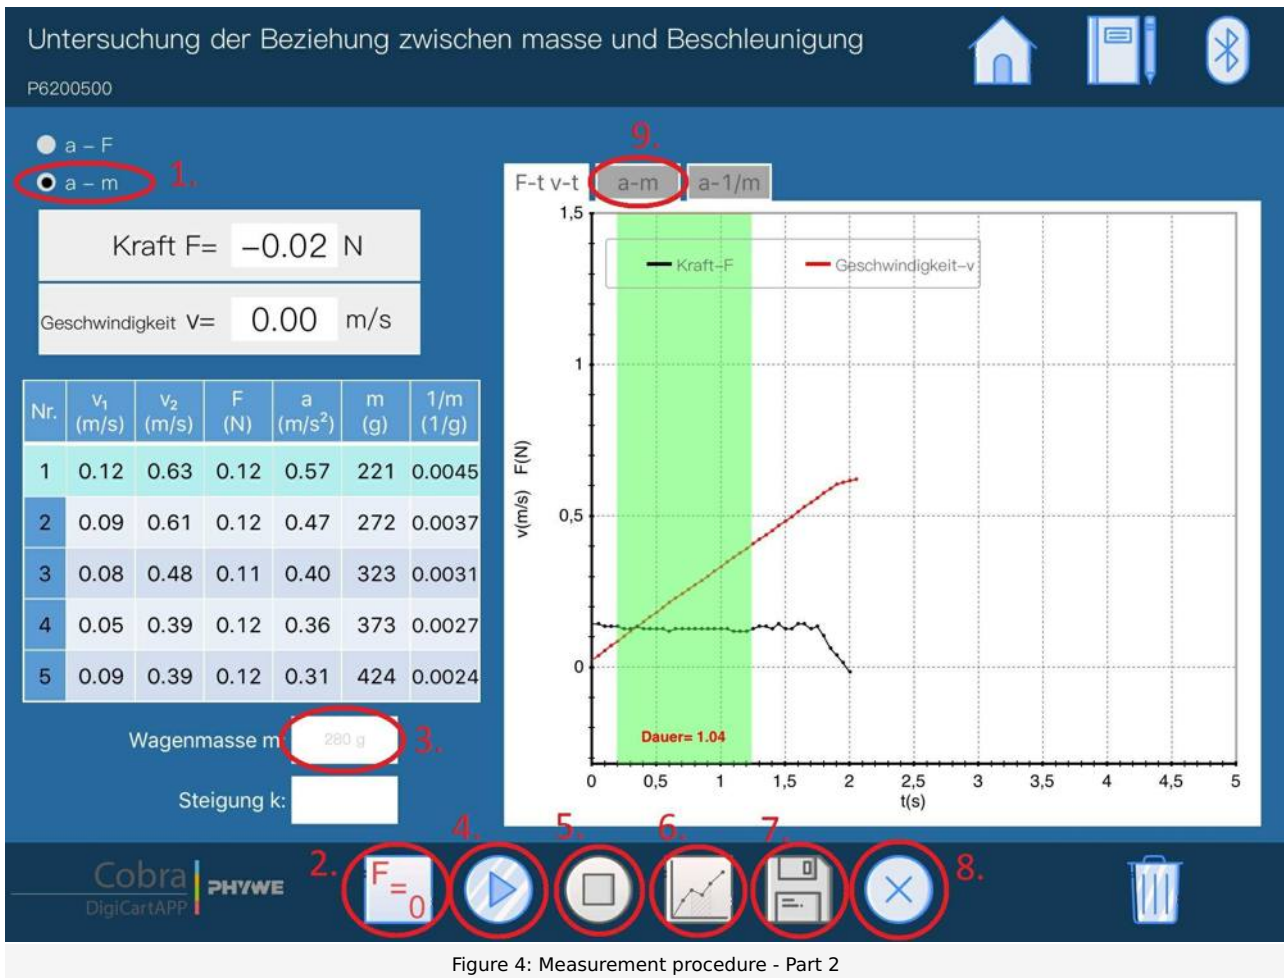 Untersuchung der Beziehung zwischen masse und Beschleunigung
P6200500
a – F
a – m 1.
Kraft F= –0.02 N
Geschwindigkeit v= 0.00 m/s
Nr. v₁ (m/s) v₂ (m/s) F (N) a (m/s²) m (g) 1/m (1/g)
1 0.12 0.63 0.12 0.57 221 0.0045
2 0.09 0.61 0.12 0.47 272 0.0037
3 0.08 0.48 0.11 0.40 323 0.0031
4 0.05 0.39 0.12 0.36 373 0.0027
5 0.09 0.39 0.12 0.31 424 0.0024
Wagenmasse m: 280 g 3.
Steigung k:
9.
F-t v-t a-m a-1/m
Kraft–F Geschwindigkeit–v
v(m/s) F(N)
1,5
1
0,5
0
Dauer= 1.04
0 0,5 1 1,5 2 2,5 3 3,5 4 4,5 5
t(s)
Cobra PHYWE
DigiCartAPP
2. F=0 4. 5. 6. 7. 8.
Figure 4: Measurement procedure - Part 2